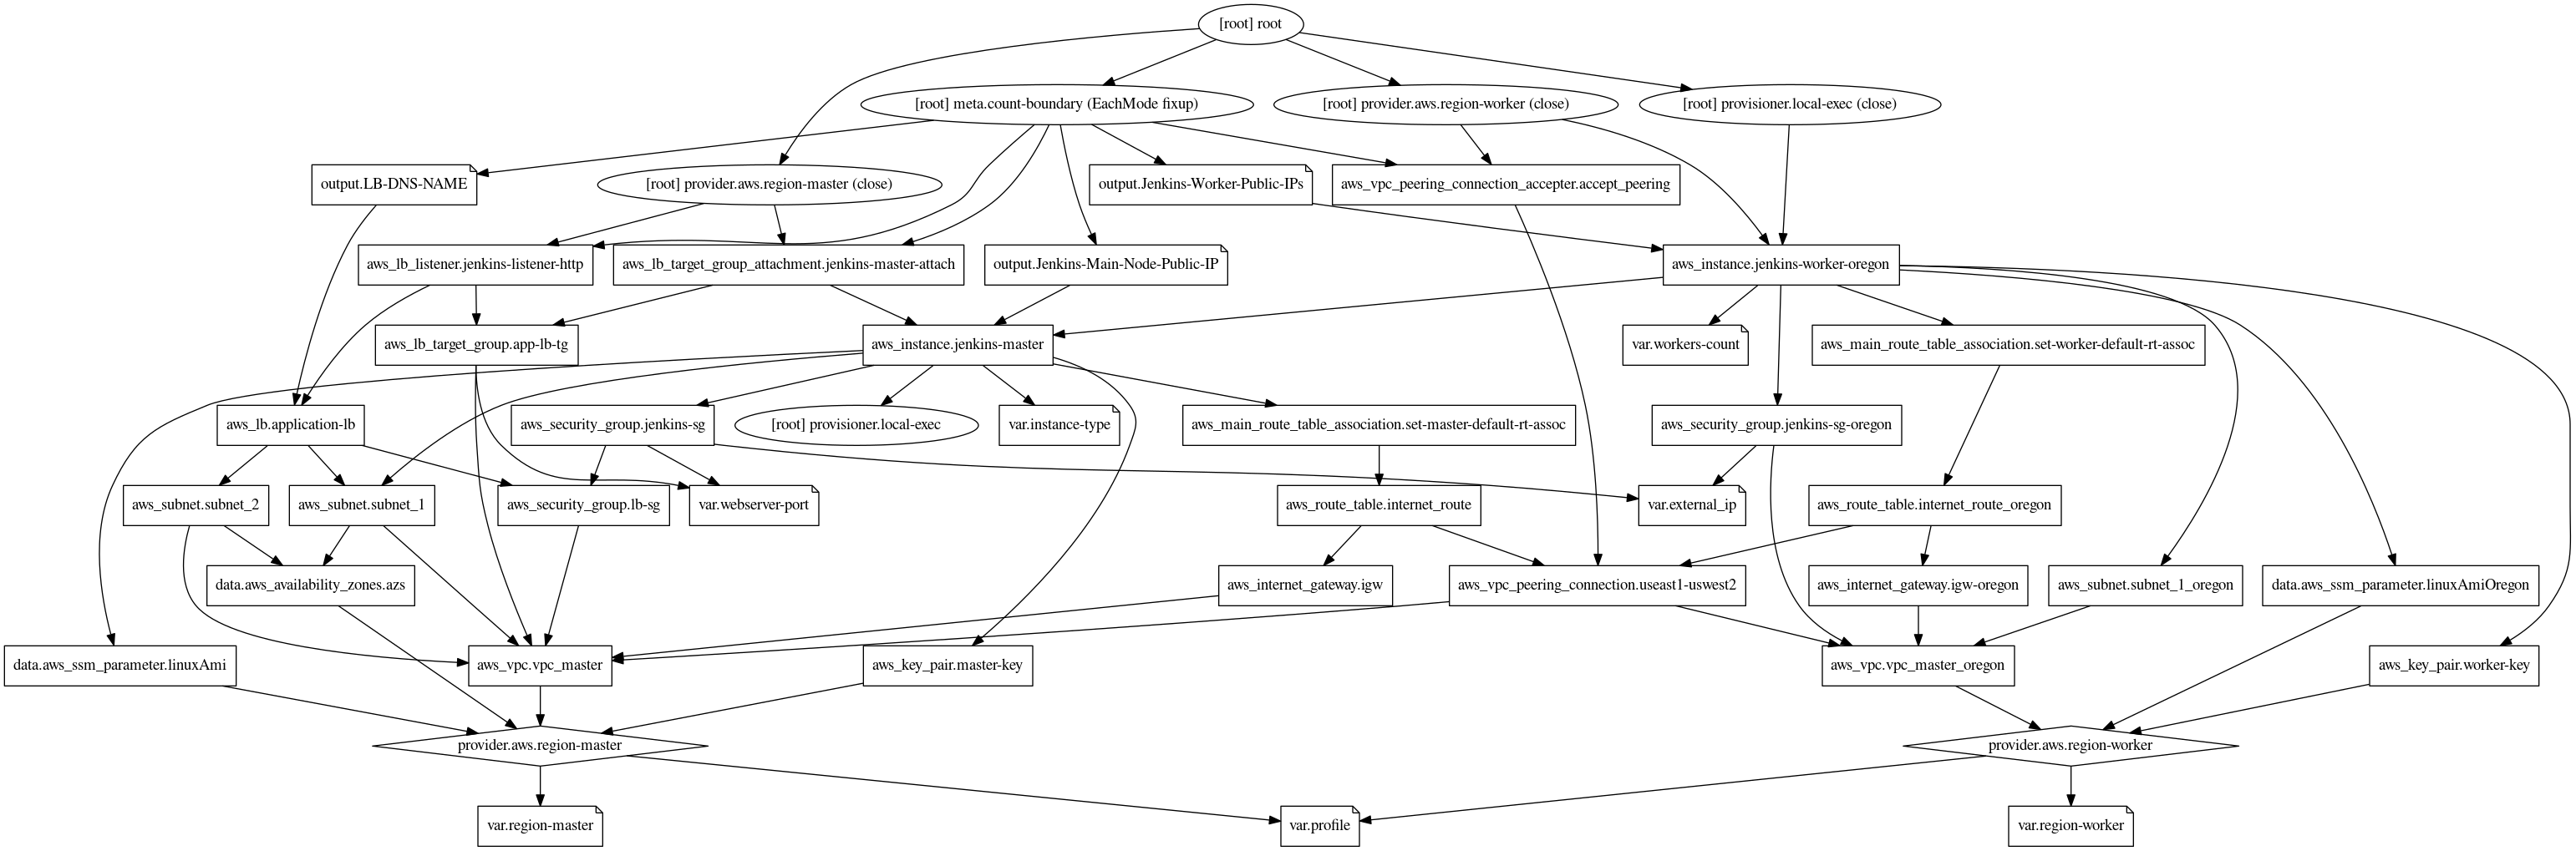 [root] root
[root] meta.count-boundary (EachMode fixup)
[root] provider.aws.region-worker (close)
[root] provisioner.local-exec (close)
output.LB-DNS-NAME
[root] provider.aws.region-master (close)
output.Jenkins-Worker-Public-IPs
aws_vpc_peering_connection_accepter.accept_peering
aws_lb_listener.jenkins-listener-http
aws_lb_target_group_attachment.jenkins-master-attach
output.Jenkins-Main-Node-Public-IP
aws_instance.jenkins-worker-oregon
aws_lb_target_group.app-lb-tg
aws_instance.jenkins-master
var.workers-count
aws_main_route_table_association.set-worker-default-rt-assoc
aws_lb.application-lb
aws_security_group.jenkins-sg
[root] provisioner.local-exec
var.instance-type
aws_main_route_table_association.set-master-default-rt-assoc
aws_security_group.jenkins-sg-oregon
aws_subnet.subnet_2
aws_subnet.subnet_1
aws_security_group.lb-sg
var.webserver-port
aws_route_table.internet_route
var.external_ip
aws_route_table.internet_route_oregon
data.aws_availability_zones.azs
aws_internet_gateway.igw
aws_vpc_peering_connection.useast1-uswest2
aws_internet_gateway.igw-oregon
aws_subnet.subnet_1_oregon
data.aws_ssm_parameter.linuxAmiOregon
data.aws_ssm_parameter.linuxAmi
aws_vpc.vpc_master
aws_key_pair.master-key
aws_vpc.vpc_master_oregon
aws_key_pair.worker-key
provider.aws.region-master
provider.aws.region-worker
var.region-master
var.profile
var.region-worker